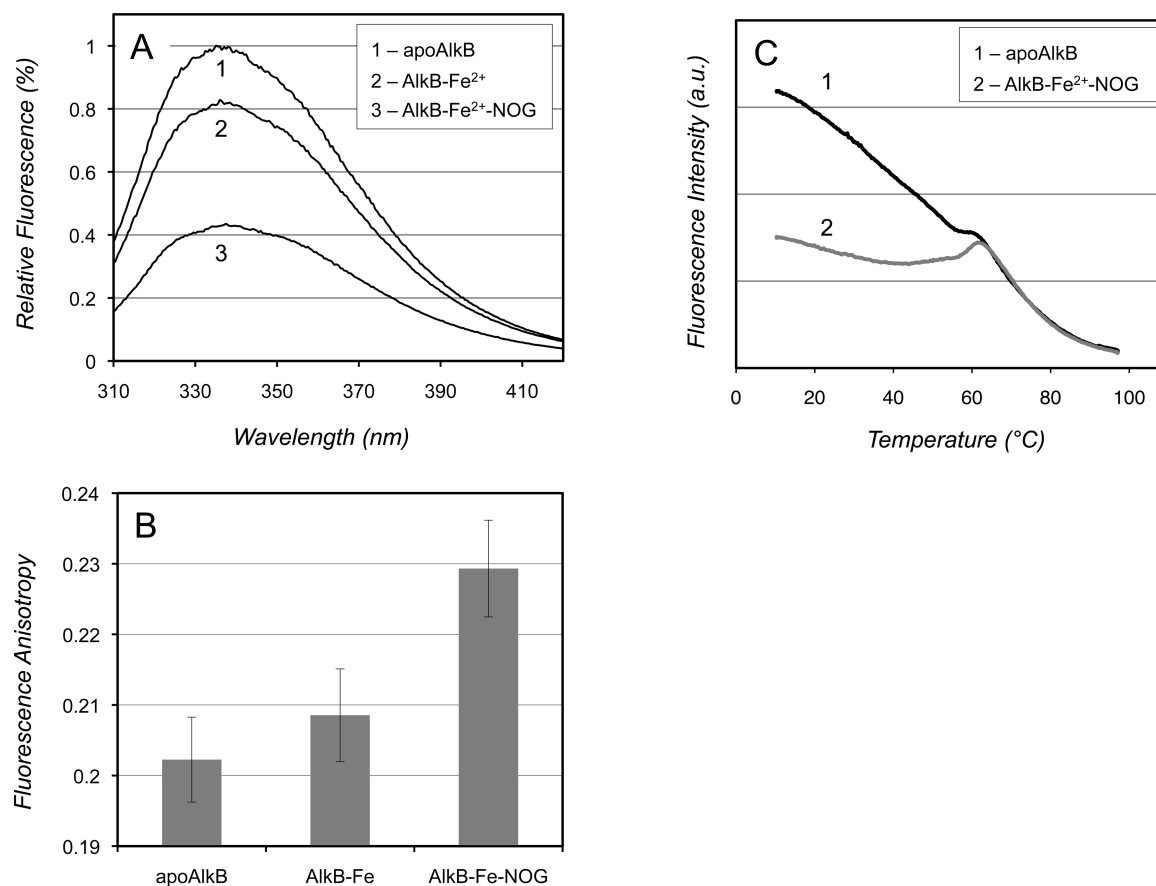 A
1 – apoAlkB
2 – AlkB-Fe²⁺
3 – AlkB-Fe²⁺-NOG
1
2
3
Relative Fluorescence (%)
1
0.8
0.6
0.4
0.2
0
310 330 350 370 390 410
Wavelength (nm)
C
1 – apoAlkB
2 – AlkB-Fe²⁺-NOG
1
2
Fluorescence Intensity (a.u.)
0 20 40 60 80 100
Temperature (°C)
B
Fluorescence Anisotropy
0.24
0.23
0.22
0.21
0.2
0.19
apoAlkB AlkB-Fe AlkB-Fe-NOG